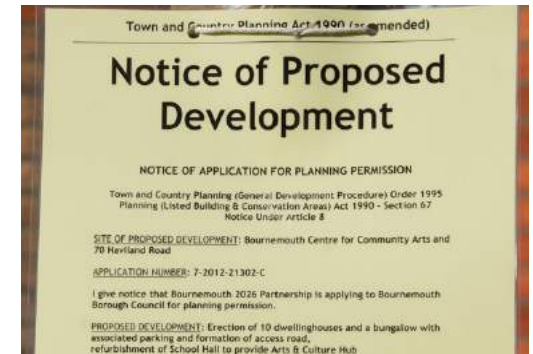 Town and Country Planning Act 1990 (as amended)
Notice of Proposed
Development
NOTICE OF APPLICATION FOR PLANNING PERMISSION
Town and Country Planning (General Development Procedure) Order 1995
Planning (Listed Building & Conservation Areas) Act 1990 - Section 67
Notice Under Article 8
SITE OF PROPOSED DEVELOPMENT: Bournemouth Centre for Community Arts and
70 Haviland Road
APPLICATION NUMBER: 7-2012-21302-C
I give notice that Bournemouth 2026 Partnership is applying to Bournemouth
Borough Council for planning permission.
PROPOSED DEVELOPMENT: Erection of 10 dwellinghouses and a bungalow with
associated parking and formation of access road,
refurbishment of School Hall to provide Arts & Culture Hub